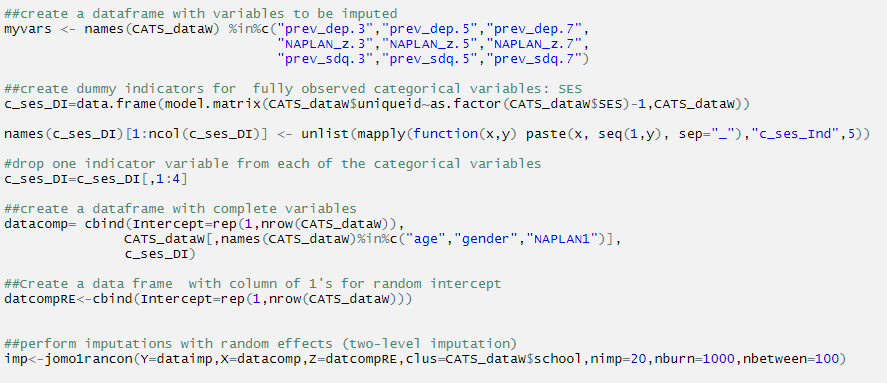 ##create a dataframe with variables to be imputed
myvars <- names(CATS_dataW) %in%c("prev_dep.3","prev_dep.5","prev_dep.7",
"NAPLAN_z.3","NAPLAN_z.5","NAPLAN_z.7",
"prev_sdq.3","prev_sdq.5","prev_sdq.7")
##create dummy indicators for  fully observed categorical variables: SES
c_ses_DI=data.frame(model.matrix(CATS_dataW$uniqueid~as.factor(CATS_dataW$SES)-1,CATS_dataW))
names(c_ses_DI)[1:ncol(c_ses_DI)] <- unlist(mapply(function(x,y) paste(x, seq(1,y), sep="_"),"c_ses_Ind",5))
#drop one indicator variable from each of the categorical variables
c_ses_DI=c_ses_DI[,1:4]
##create a dataframe with complete variables
datacomp= cbind(Intercept=rep(1,nrow(CATS_dataW)),
CATS_dataW[,names(CATS_dataW)%in%c("age","gender","NAPLAN1")],
c_ses_DI)
##Create a data frame  with column of 1's for random intercept
datcompRE<-cbind(Intercept=rep(1,nrow(CATS_dataW)))
##perform imputations with random effects (two-level imputation)
imp<-jomo1rancon(Y=dataimp,X=datacomp,Z=datcompRE,clus=CATS_dataW$school,nimp=20,nburn=1000,nbetween=100)